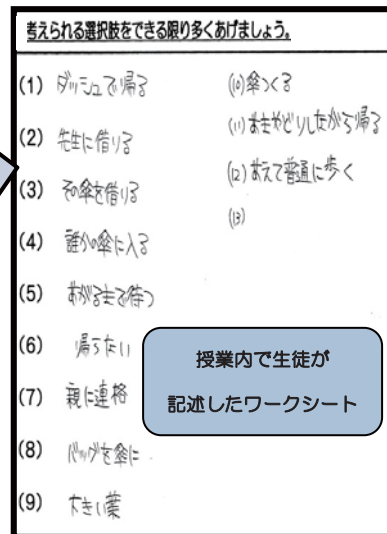 考えられる選択肢をできる限り多くあげましょう。
(1) ダッシュで帰る
(2) 先生に借りる
(3) その傘を借りる
(4) 誰かの傘に入る
(5) あがるまで待つ
(6) 帰らない
(7) 親に連絡
(8) バッグを傘に
(9) 大きい葉
(10) 傘つくる
(11) あまやどりしながら帰る
(12) あえて普通に歩く
(13)
授業内で生徒が
記述したワークシート